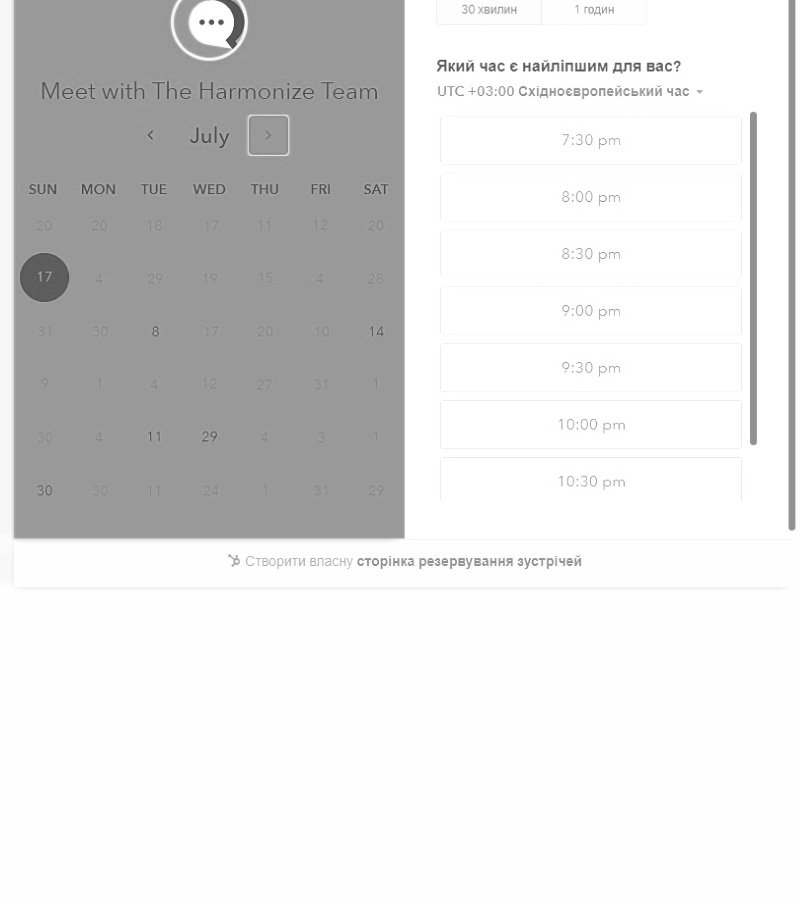 Meet with The Harmonize Team
July
SUN MON TUE WED THU FRI SAT
20 20 18 17 11 12 20
17 4 29 19 15 4 28
31 30 8 17 20 10 14
9 1 4 12 27 31 1
30 4 11 29 4 3 1
30 30 11 24 1 31 29
30 хвилин 1 годин
Який час є найліпшим для вас?
UTC +03:00 Східноєвропейський час
7:30 pm
8:00 pm
8:30 pm
9:00 pm
9:30 pm
10:00 pm
10:30 pm
Створити власну сторінка резервування зустрічей